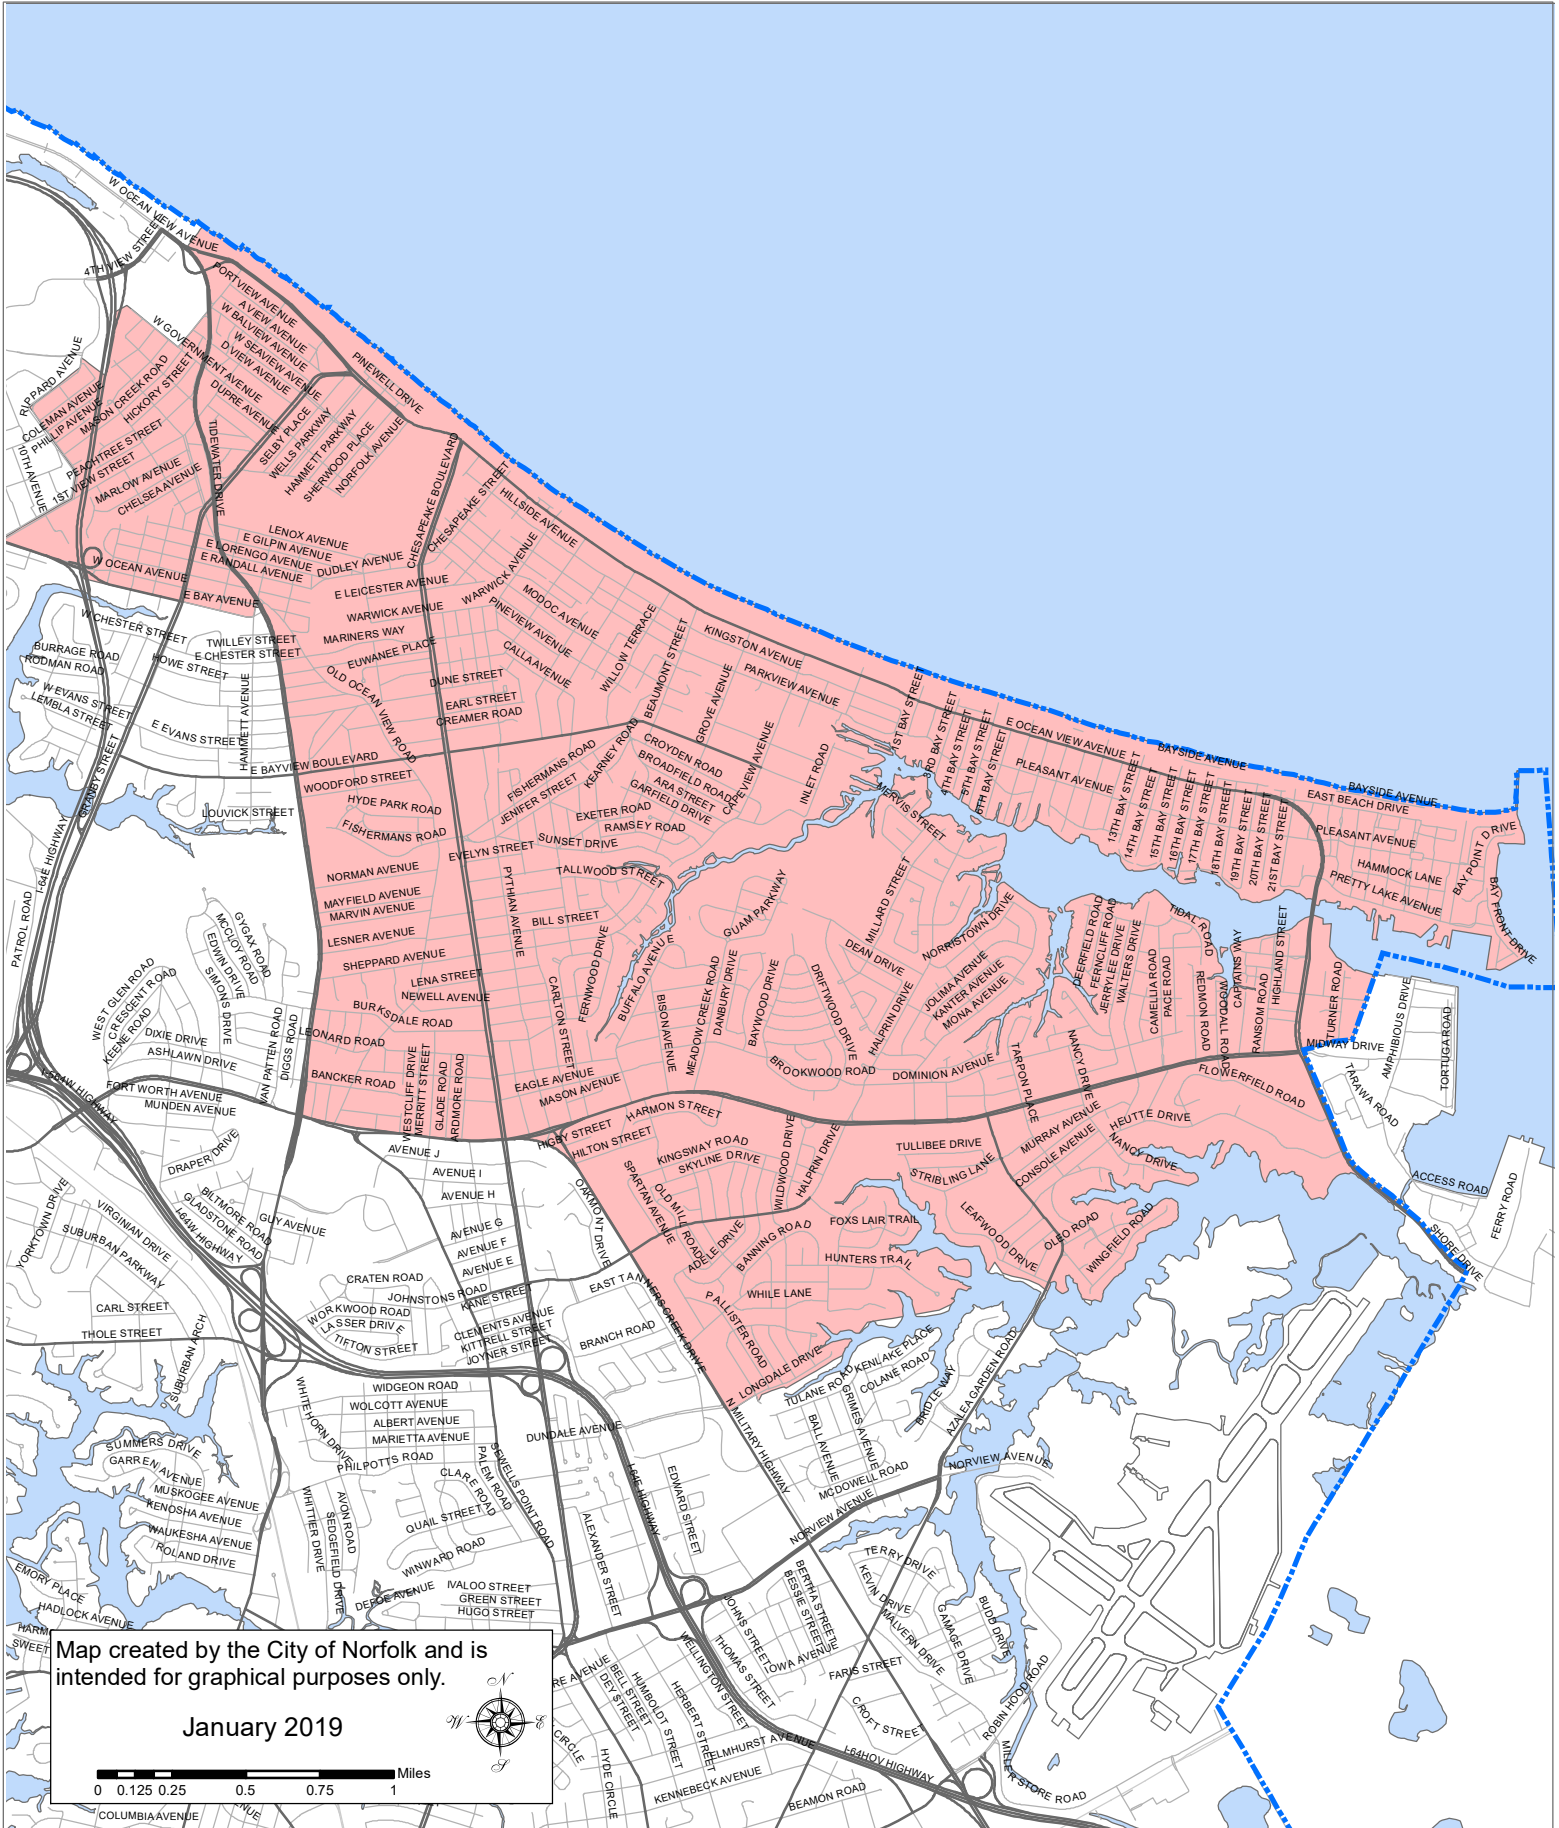 W OCEAN VIEW AVENUE
4TH VIEW STREET
PORTVIEW AVENUE
A VIEW AVENUE
W BALVIEW AVENUE
W SEAVIEW AVENUE
D VIEW AVENUE
W GOVERNMENT AVENUE
DUPRE AVENUE
PINEWELL DRIVE
RIPPARD AVENUE
COLEMAN AVENUE
PHILLIP AVENUE
MASON CREEK ROAD
HICKORY STREET
10TH AVENUE
PEACHTREE STREET
1ST VIEW STREET
MARLOW AVENUE
CHELSEA AVENUE
TIDEWATER DRIVE
SELBY PLACE
WELLS PARKWAY
HAMMETT PARKWAY
SHERWOOD PLACE
NORFOLK AVENUE
CHESAPEAKE BOULEVARD
CHESAPEAKE STREET
HILLSIDE AVENUE
LENOX AVENUE
E GILPIN AVENUE
E LORENGO AVENUE
E RANDALL AVENUE
DUDLEY AVENUE
W OCEAN AVENUE
E BAY AVENUE
E LEICESTER AVENUE
WARWICK AVENUE
WARWICK AVENUE
MARINERS WAY
EUWANEE PLACE
MODOC AVENUE
PINEVIEW AVENUE
CALLA AVENUE
WILLOW TERRACE
BEAUMONT STREET
KINGSTON AVENUE
PARKVIEW AVENUE
GROVE AVENUE
CAPEVIEW AVENUE
INLET ROAD
W CHESTER STREET
TWILLEY STREET
E CHESTER STREET
BURRAGE ROAD
RODMAN ROAD
HOWE STREET
W EVANS STREET
LEMBLA STREET
E EVANS STREET
HAMMETT AVENUE
OLD OCEAN VIEW ROAD
DUNE STREET
EARL STREET
CREAMER ROAD
E BAYVIEW BOULEVARD
WOODFORD STREET
HYDE PARK ROAD
FISHERMANS ROAD
FISHERMANS ROAD
JENIFER STREET
KEARNEY ROAD
CROYDEN ROAD
BROADFIELD ROAD
ARA STREET
GARFIELD DRIVE
EXETER ROAD
RAMSEY ROAD
SUNSET DRIVE
EVELYN STREET
TALLWOOD STREET
GRANBY STREET
LOUVICK STREET
I-64E HIGHWAY
PATROL ROAD
NORMAN AVENUE
MAYFIELD AVENUE
MARVIN AVENUE
LESNER AVENUE
SHEPPARD AVENUE
LENA STREET
NEWELL AVENUE
BURKSDALE ROAD
LEONARD ROAD
BANCKER ROAD
PYTHIAN AVENUE
BILL STREET
FERNWOOD DRIVE
BUFFALO AVENUE
CARLTON STREET
BISON AVENUE
MEADOW CREEK ROAD
DANBURY DRIVE
BAYWOOD DRIVE
GUAM PARKWAY
DRIFTWOOD DRIVE
DEAN DRIVE
MILLARD STREET
HALPRIN DRIVE
MERVIS STREET
1ST BAY STREET
3RD BAY STREET
4TH BAY STREET
5TH BAY STREET
6TH BAY STREET
E OCEAN VIEW AVENUE
PLEASANT AVENUE
BAYSIDE AVENUE
BAYSIDE AVENUE
EAST BEACH DRIVE
PLEASANT AVENUE
HAMMOCK LANE
PRETTY LAKE AVENUE
BAY POINT DRIVE
BAY FRONT DRIVE
13TH BAY STREET
14TH BAY STREET
15TH BAY STREET
16TH BAY STREET
17TH BAY STREET
18TH BAY STREET
19TH BAY STREET
20TH BAY STREET
21ST BAY STREET
NORRISTOWN DRIVE
JOLIMA AVENUE
KANTER AVENUE
MONA AVENUE
DEERFIELD ROAD
FERNCLIFF ROAD
JERRYLEE DRIVE
WALTERS DRIVE
CAMELLIA ROAD
PACE ROAD
TIDAL ROAD
REDMON ROAD
WOODALL ROAD
CAPTAINS WAY
RANSOM ROAD
HIGHLAND STREET
TURNER ROAD
MIDWAY DRIVE
AMPHIBIOUS DRIVE
TORTUGA ROAD
TARAWA ROAD
ACCESS ROAD
FERRY ROAD
SHORE DRIVE
GYGAX ROAD
MCCLOY ROAD
EDWIN DRIVE
SIMONS DRIVE
WEST GLEN ROAD
CRESCENT ROAD
KEENE ROAD
DIXIE DRIVE
ASHLAWN DRIVE
VAN PATTEN ROAD
DIGGS ROAD
I-564W HIGHWAY
FORT WORTH AVENUE
MUNDEN AVENUE
DRAPER DRIVE
WESTCLIFF DRIVE
MERRITT STREET
GLADE ROAD
ARDMORE ROAD
EAGLE AVENUE
MASON AVENUE
BROOKWOOD ROAD
DOMINION AVENUE
TARPON PLACE
NANCY DRIVE
FLOWERFIELD ROAD
HEUTTE DRIVE
MURRAY AVENUE
CONSOLE AVENUE
NANCY DRIVE
HARMON STREET
HIGBY STREET
HILTON STREET
KINGSWAY ROAD
SKYLINE DRIVE
SPARTAN AVENUE
OLD MILL ROAD
ADELE DRIVE
BANNING ROAD
WILDWOOD DRIVE
HALPRIN DRIVE
TULLIBEE DRIVE
STRIBLING LANE
LEAFWOOD DRIVE
OLEO ROAD
WINGFIELD ROAD
FOXS LAIR TRAIL
HUNTERS TRAIL
WHILE LANE
PALLISTER ROAD
N LONGDALE DRIVE
AVENUE J
AVENUE I
AVENUE H
AVENUE G
AVENUE F
AVENUE E
OAKMONT DRIVE
EAST TANNERS CREEK DRIVE
YORKTOWN DRIVE
VIRGINIAN DRIVE
SUBURBAN PARKWAY
BILTMORE ROAD
GLADSTONE ROAD
GUY AVENUE
I-64W HIGHWAY
CRATEN ROAD
JOHNSTONS ROAD
KANE STREET
WORKWOOD ROAD
LASSER DRIVE
TIFTON STREET
CLEMENTS AVENUE
KITTRELL STREET
JOYNER STREET
BRANCH ROAD
CARL STREET
THOLE STREET
SUBURBAN ARCH
WIDGEON ROAD
WOLCOTT AVENUE
ALBERT AVENUE
MARIETTA AVENUE
PHILPOTTS ROAD
WHITEHORN DRIVE
DUNDALE AVENUE
N MILITARY HIGHWAY
TULANE ROAD
KENLAKE PLACE
COLANE ROAD
GRIMES AVENUE
BALL AVENUE
BRIDLE WAY
AZALEA GARDEN ROAD
MCDOWELL ROAD
NORVIEW AVENUE
NORVIEW AVENUE
SUMMERS DRIVE
GARREN AVENUE
MUSKOGEE AVENUE
KENOSHA AVENUE
WAUKESHA AVENUE
ROLAND DRIVE
WHITTIER DRIVE
AVON ROAD
SEDGEFIELD DRIVE
CLARE ROAD
PALEM ROAD
SEWELLS POINT ROAD
QUAIL STREET
WINWARD ROAD
I-64E HIGHWAY
EDWARD STREET
ALEXANDER STREET
EMORY PLACE
HADLOCK AVENUE
HARM
SWEET
DEFOE AVENUE
IVALOO STREET
GREEN STREET
HUGO STREET
TERRY DRIVE
KEVIN DRIVE
MALVERN DRIVE
GAMAGE DRIVE
BUDD DRIVE
BERTHA STREET
BESSIE STREET
IOWA AVENUE
FARIS STREET
JOHNS STREET
THOMAS STREET
WELLINGTON STREET
RE AVENUE
BELL STREET
DEY STREET
HUMBOLDT STREET
HERBERT STREET
ELMHURST AVENUE
CROFT STREET
ROBIN HOOD ROAD
MILLER STORE ROAD
I-64HOV HIGHWAY
CIRCLE
HYDE CIRCLE
KENNEBECK AVENUE
BEAMON ROAD
Map created by the City of Norfolk and is
intended for graphical purposes only.
January 2019
N
W
E
S
Miles
0 0.125 0.25 0.5 0.75 1
COLUMBIA AVENUE
ENUE